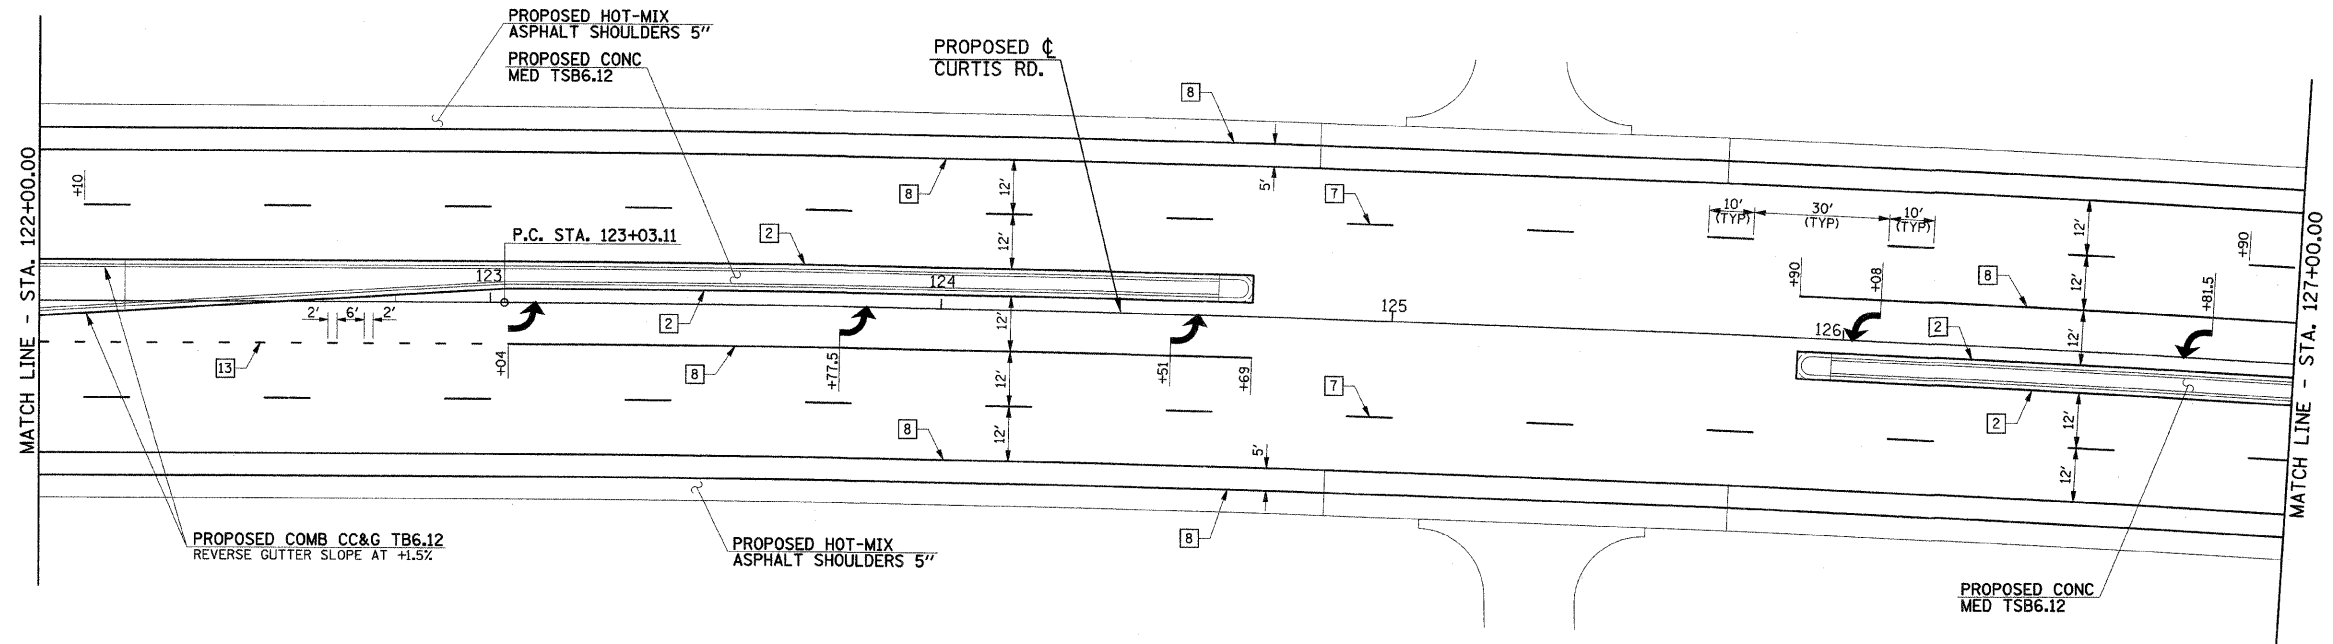 PROPOSED HOT-MIX
ASPHALT SHOULDERS 5"
PROPOSED CONC
MED TSB6.12
PROPOSED ℄
CURTIS RD.
8
8
5'
7
+10
12'
12'
P.C. STA. 123+03.11
2
10'
(TYP)
30'
(TYP)
10'
(TYP)
12'
12'
+90
MATCH LINE - STA. 122+00.00
MATCH LINE - STA. 127+00.00
123
124
125
126
+90
+08
8
+81.5
2'
6'
2'
2
12'
2
12'
13
+04
8
+77.5
+51
+69
12'
12'
7
8
5'
2
12'
12'
8
PROPOSED COMB CC&G TB6.12
REVERSE GUTTER SLOPE AT +1.5%
PROPOSED HOT-MIX
ASPHALT SHOULDERS 5"
PROPOSED CONC
MED TSB6.12